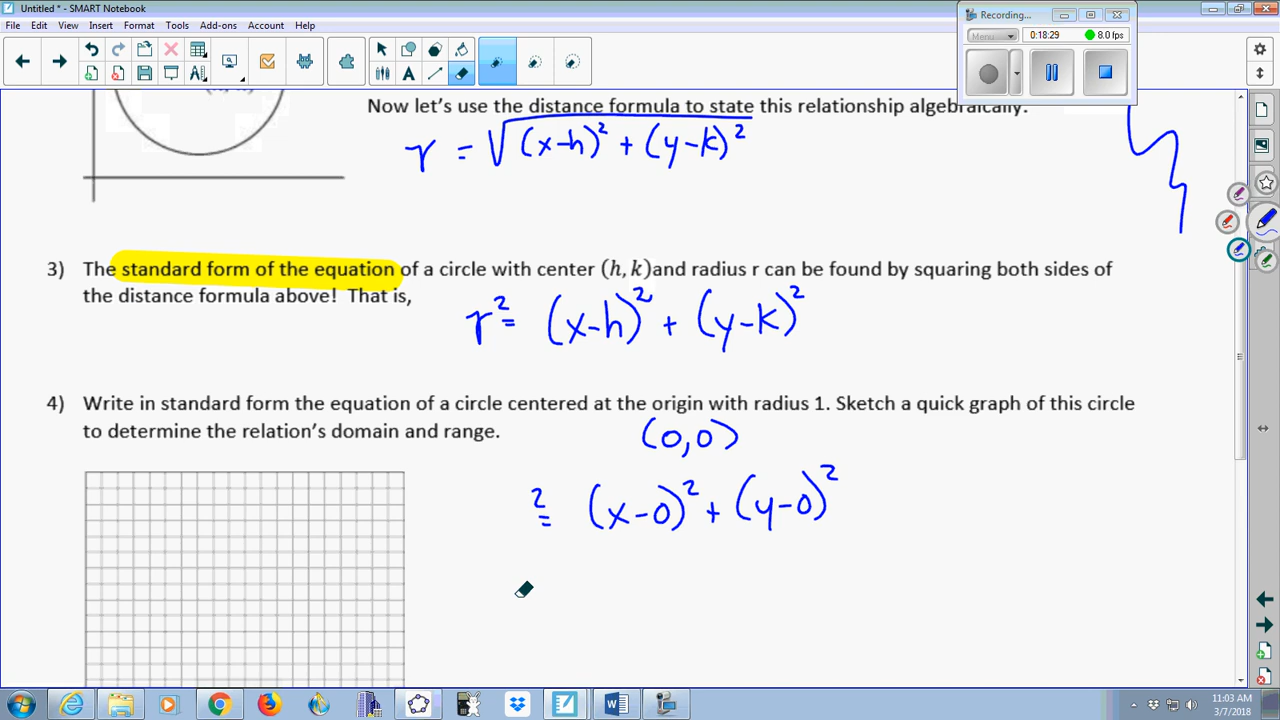 Untitled * - SMART Notebook
File Edit View Insert Format Tools Add-ons Account Help
Recording...
Menu 0:18:29 8.0 fps
Now let's use the distance formula to state this relationship algebraically.
r = √(x-h)² + (y-k)²
3) The standard form of the equation of a circle with center (h, k)and radius r can be found by squaring both sides of
the distance formula above! That is,
r² = (x-h)² + (y-k)²
4) Write in standard form the equation of a circle centered at the origin with radius 1. Sketch a quick graph of this circle
to determine the relation's domain and range.
(0,0)
² = (x-0)² + (y-0)²
11:03 AM
3/7/2018